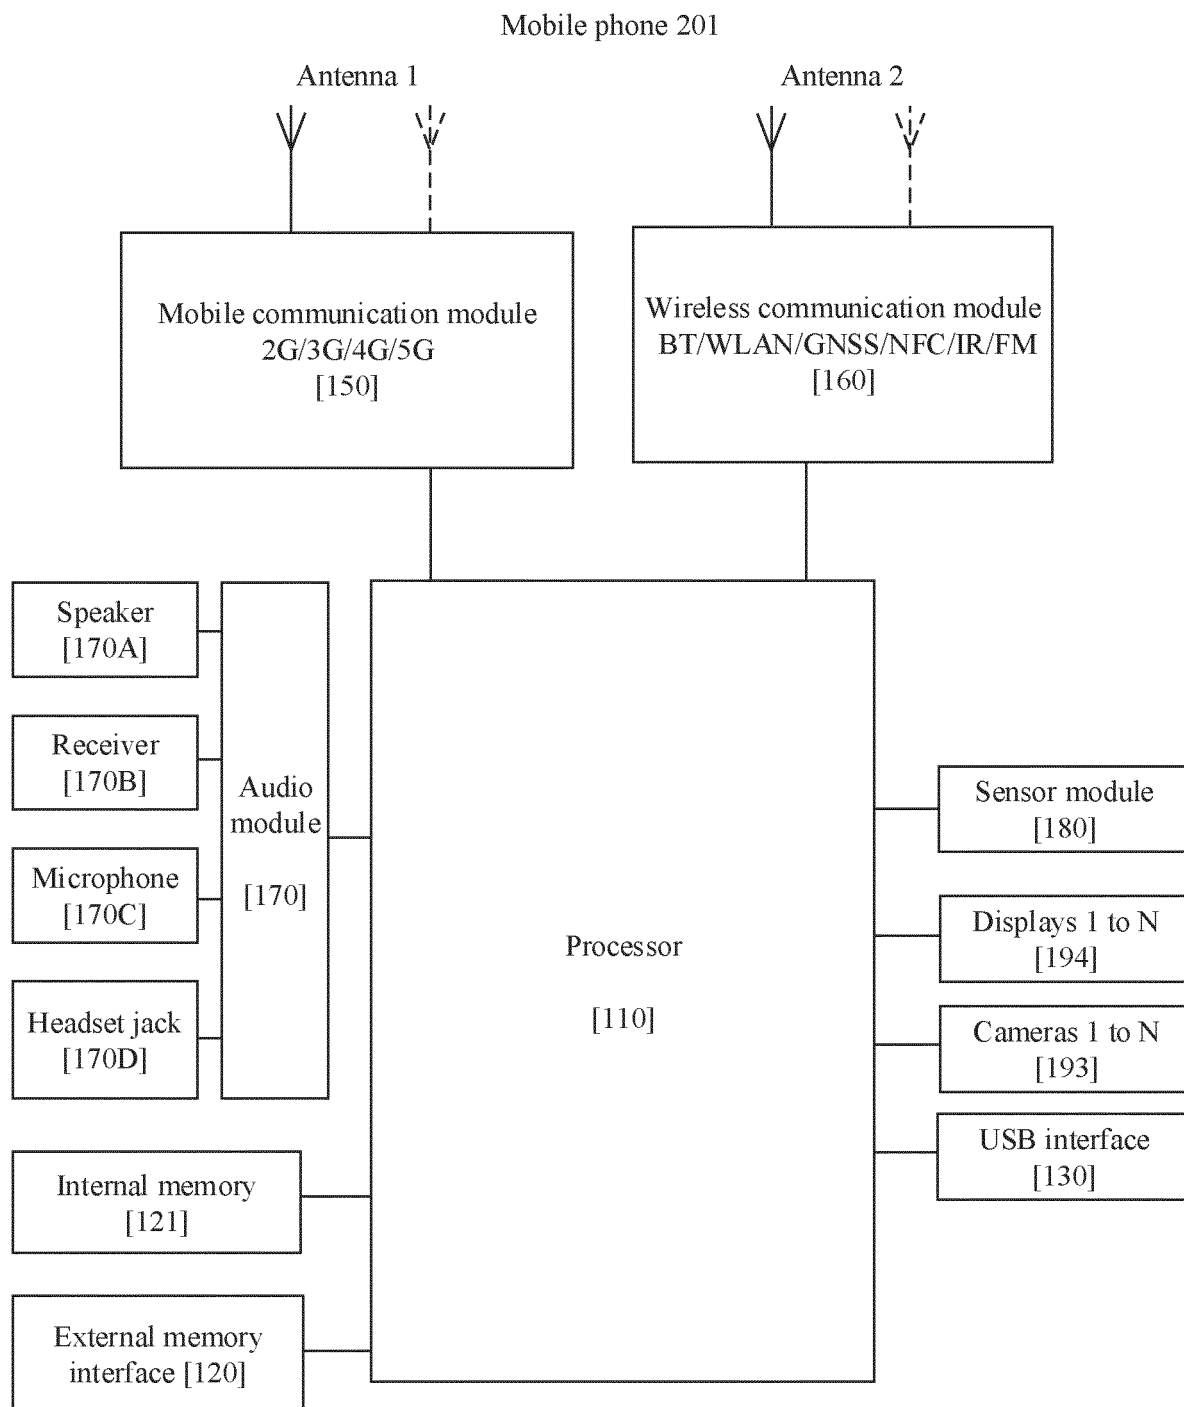 Mobile phone 201
Antenna 1
Antenna 2
Mobile communication module
2G/3G/4G/5G
[150]
Wireless communication module
BT/WLAN/GNSS/NFC/IR/FM
[160]
Speaker
[170A]
Receiver
[170B]
Microphone
[170C]
Headset jack
[170D]
Audio
module
[170]
Internal memory
[121]
External memory
interface [120]
Processor
[110]
Sensor module
[180]
Displays 1 to N
[194]
Cameras 1 to N
[193]
USB interface
[130]